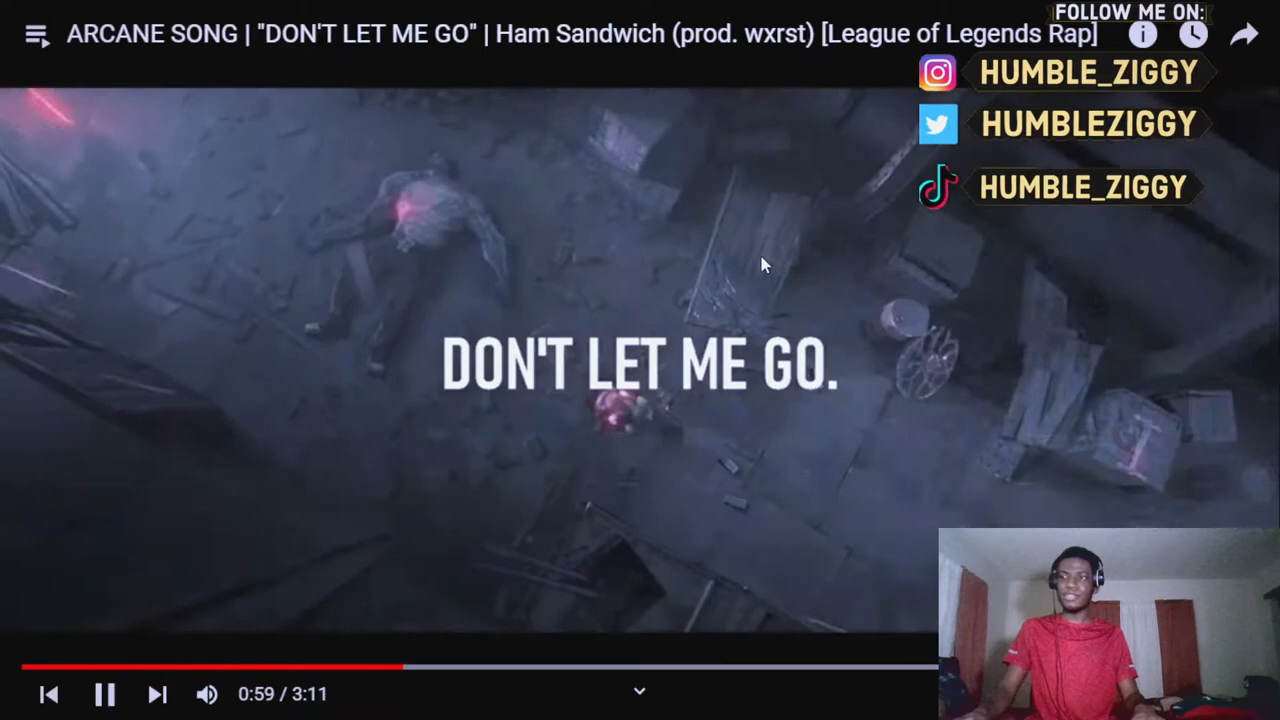 FOLLOW ME ON:
ARCANE SONG | "DON'T LET ME GO" | Ham Sandwich (prod. wxrst) [League of Legends Rap]
HUMBLE_ZIGGY
HUMBLEZIGGY
HUMBLE_ZIGGY
DON'T LET ME GO.
0:59 / 3:11